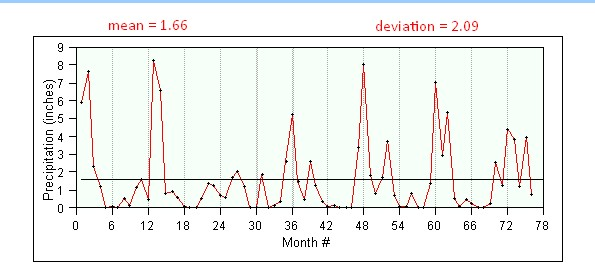 mean = 1.66 deviation = 2.09
9
8
7
6
5
4
3
2
1
0
Precipitation (inches)
0 6 12 18 24 30 36 42 48 54 60 66 72 78
Month #